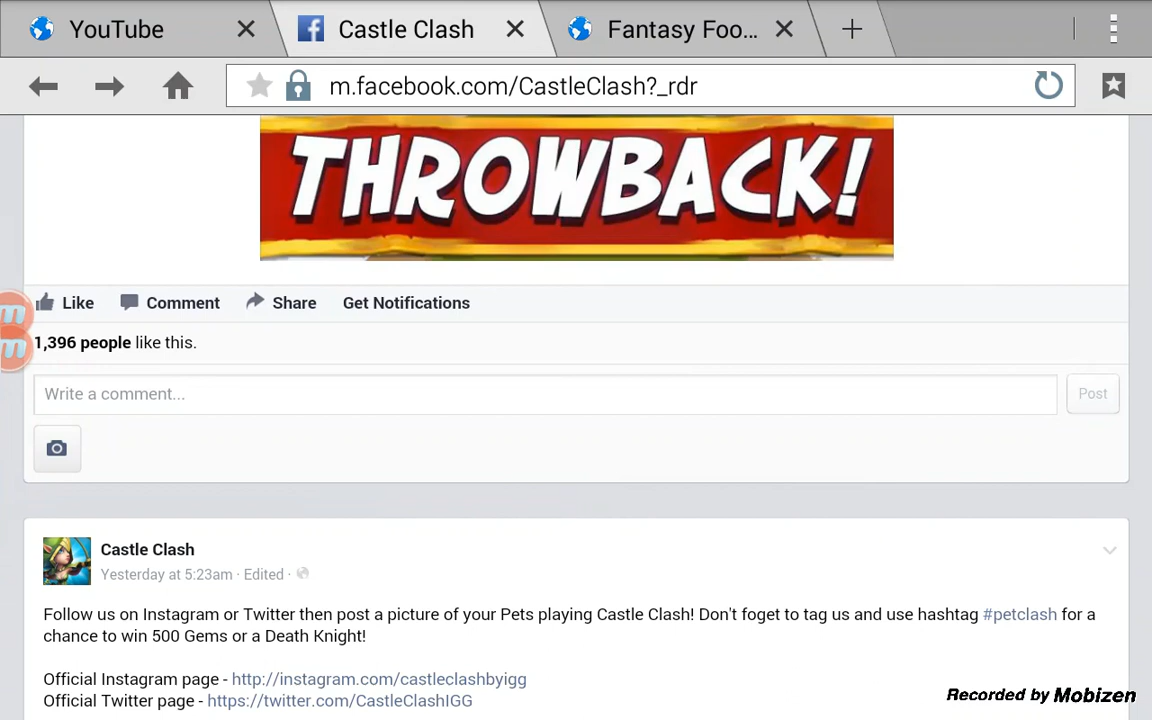 YouTube
Castle Clash
Fantasy Foo...
m.facebook.com/CastleClash?_rdr
THROWBACK!
Like Comment Share Get Notifications
1,396 people like this.
Write a comment... Post
Castle Clash
Yesterday at 5:23am · Edited ·
Follow us on Instagram or Twitter then post a picture of your Pets playing Castle Clash! Don't foget to tag us and use hashtag #petclash for a
chance to win 500 Gems or a Death Knight!
Official Instagram page - http://instagram.com/castleclashbyigg
Official Twitter page - https://twitter.com/CastleClashIGG
Recorded by Mobizen